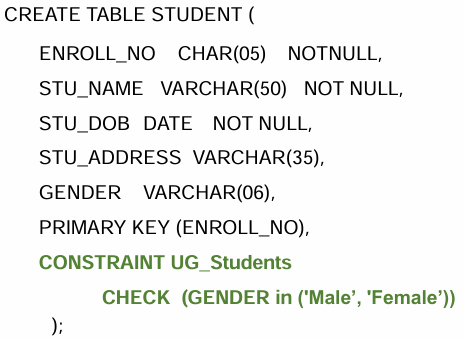 CREATE TABLE STUDENT (
ENROLL_NO CHAR(05) NOTNULL,
STU_NAME VARCHAR(50) NOT NULL,
STU_DOB DATE NOT NULL,
STU_ADDRESS VARCHAR(35),
GENDER VARCHAR(06),
PRIMARY KEY (ENROLL_NO),
CONSTRAINT UG_Students
CHECK (GENDER in ('Male’, 'Female’))
);